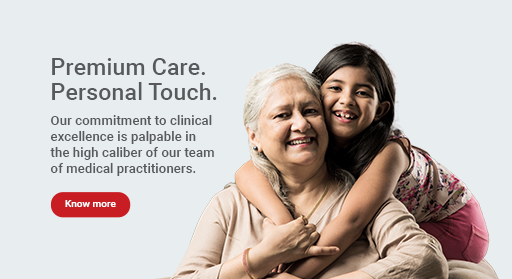 Premium Care.
Personal Touch.
Our commitment to clinical
excellence is palpable in
the high caliber of our team
of medical practitioners.
Know more